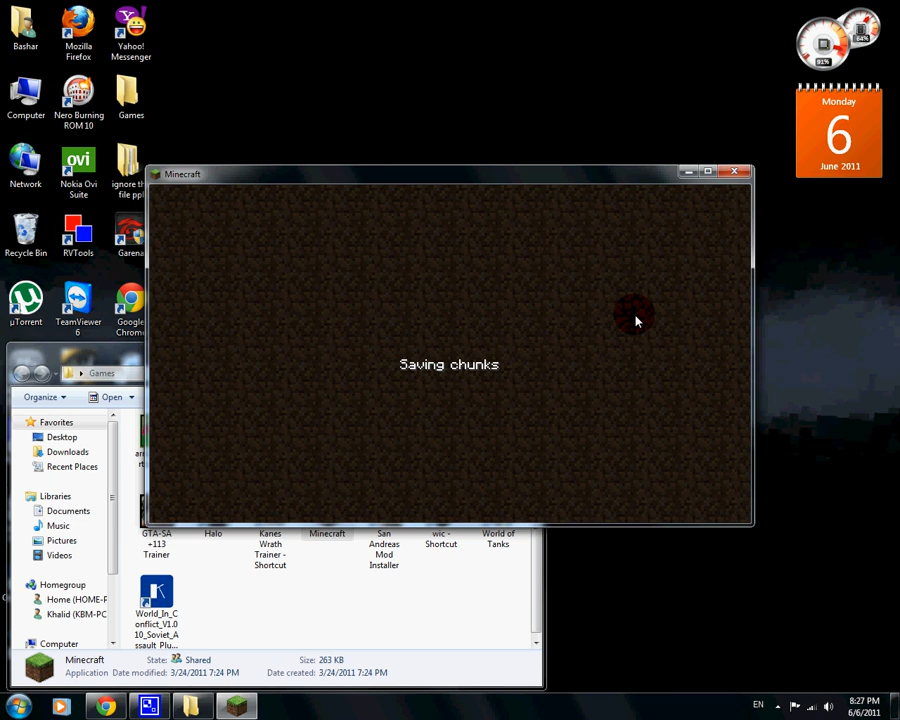 Bashar
Mozilla
Firefox
Yahoo!
Messenger
Computer
Nero Burning
ROM 10
Games
Network
ovi
Nokia Ovi
Suite
ignore th
file ppl
Recycle Bin
RVTools
Garena
µTorrent
TeamViewer
6
Google
Chrom
91%
64%
Monday
6
June 2011
Minecraft
Saving chunks
Games
Organize
Open
Favorites
Desktop
Downloads
Recent Places
Libraries
Documents
Music
Pictures
Videos
Homegroup
Home (HOME-P
Khalid (KBM-PC
Computer
GTA-SA
+113
Trainer
Halo
Kanes
Wrath
Trainer -
Shortcut
Minecraft
San
Andreas
Mod
Installer
wic -
Shortcut
World of
Tanks
World_In_C
onflict_V1.0
10_Soviet_A
ssault_Plu...
Minecraft
State:
Shared
Size: 263 KB
Application
Date modified: 3/24/2011 7:24 PM
Date created: 3/24/2011 7:24 PM
EN
8:27 PM
6/6/2011